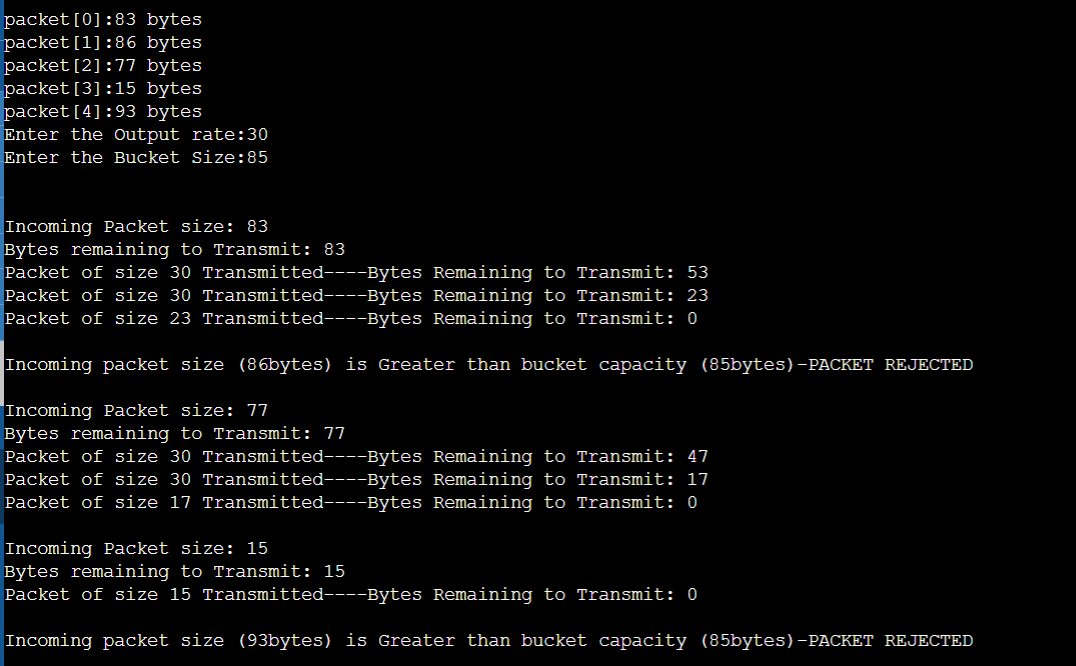 packet[0]:83 bytes
packet[1]:86 bytes
packet[2]:77 bytes
packet[3]:15 bytes
packet[4]:93 bytes
Enter the Output rate:30
Enter the Bucket Size:85
Incoming Packet size: 83
Bytes remaining to Transmit: 83
Packet of size 30 Transmitted----Bytes Remaining to Transmit: 53
Packet of size 30 Transmitted----Bytes Remaining to Transmit: 23
Packet of size 23 Transmitted----Bytes Remaining to Transmit: 0
Incoming packet size (86bytes) is Greater than bucket capacity (85bytes)-PACKET REJECTED
Incoming Packet size: 77
Bytes remaining to Transmit: 77
Packet of size 30 Transmitted----Bytes Remaining to Transmit: 47
Packet of size 30 Transmitted----Bytes Remaining to Transmit: 17
Packet of size 17 Transmitted----Bytes Remaining to Transmit: 0
Incoming Packet size: 15
Bytes remaining to Transmit: 15
Packet of size 15 Transmitted----Bytes Remaining to Transmit: 0
Incoming packet size (93bytes) is Greater than bucket capacity (85bytes)-PACKET REJECTED